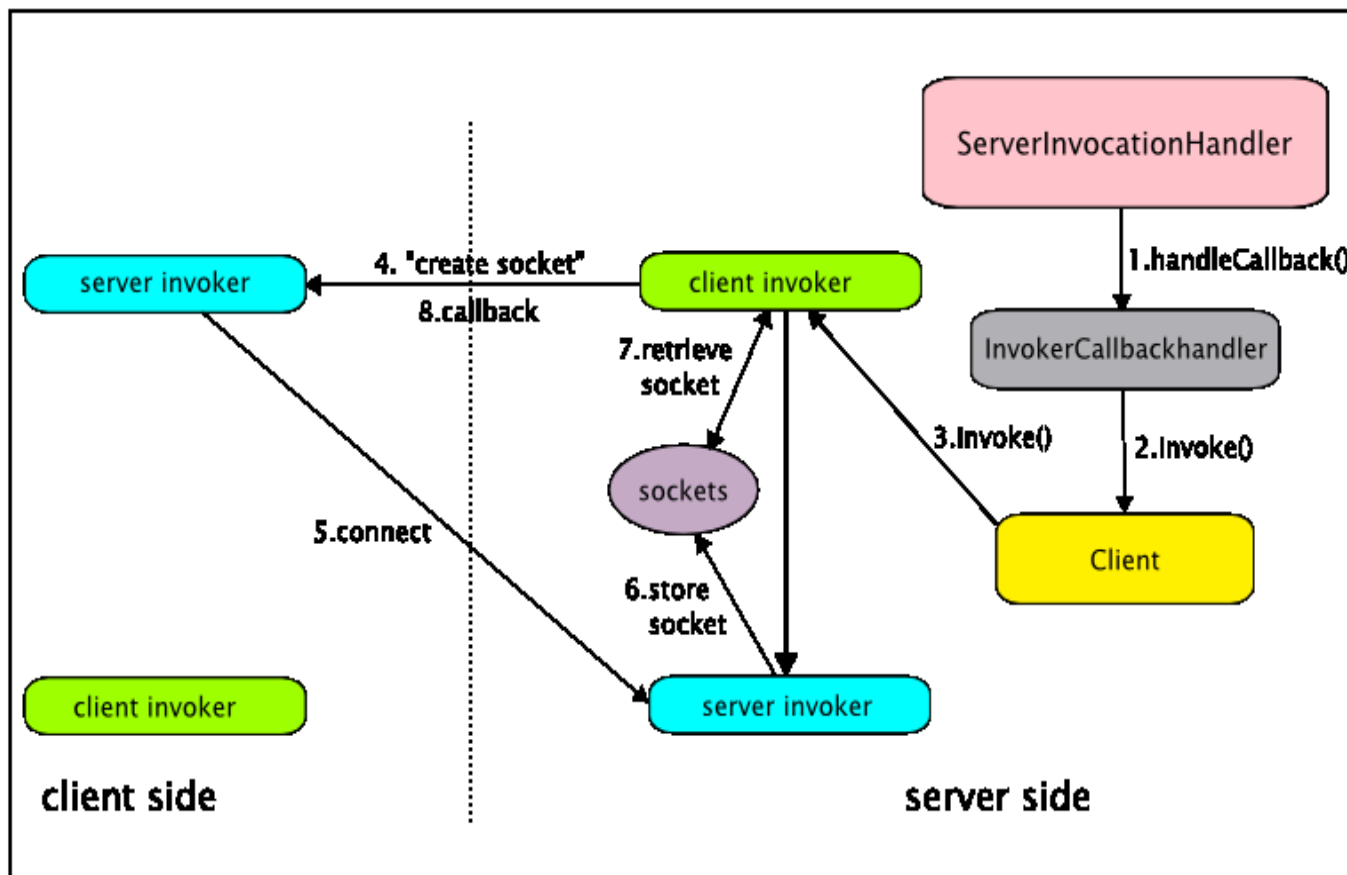 ServerInvocationHandler
1.handleCallback()
4. "create socket"
server invoker
client invoker
8.callback
InvokerCallbackhandler
7.retrieve
socket
3.invoke()
2.invoke()
sockets
5.connect
Client
6.store
socket
client invoker
server invoker
client side
server side